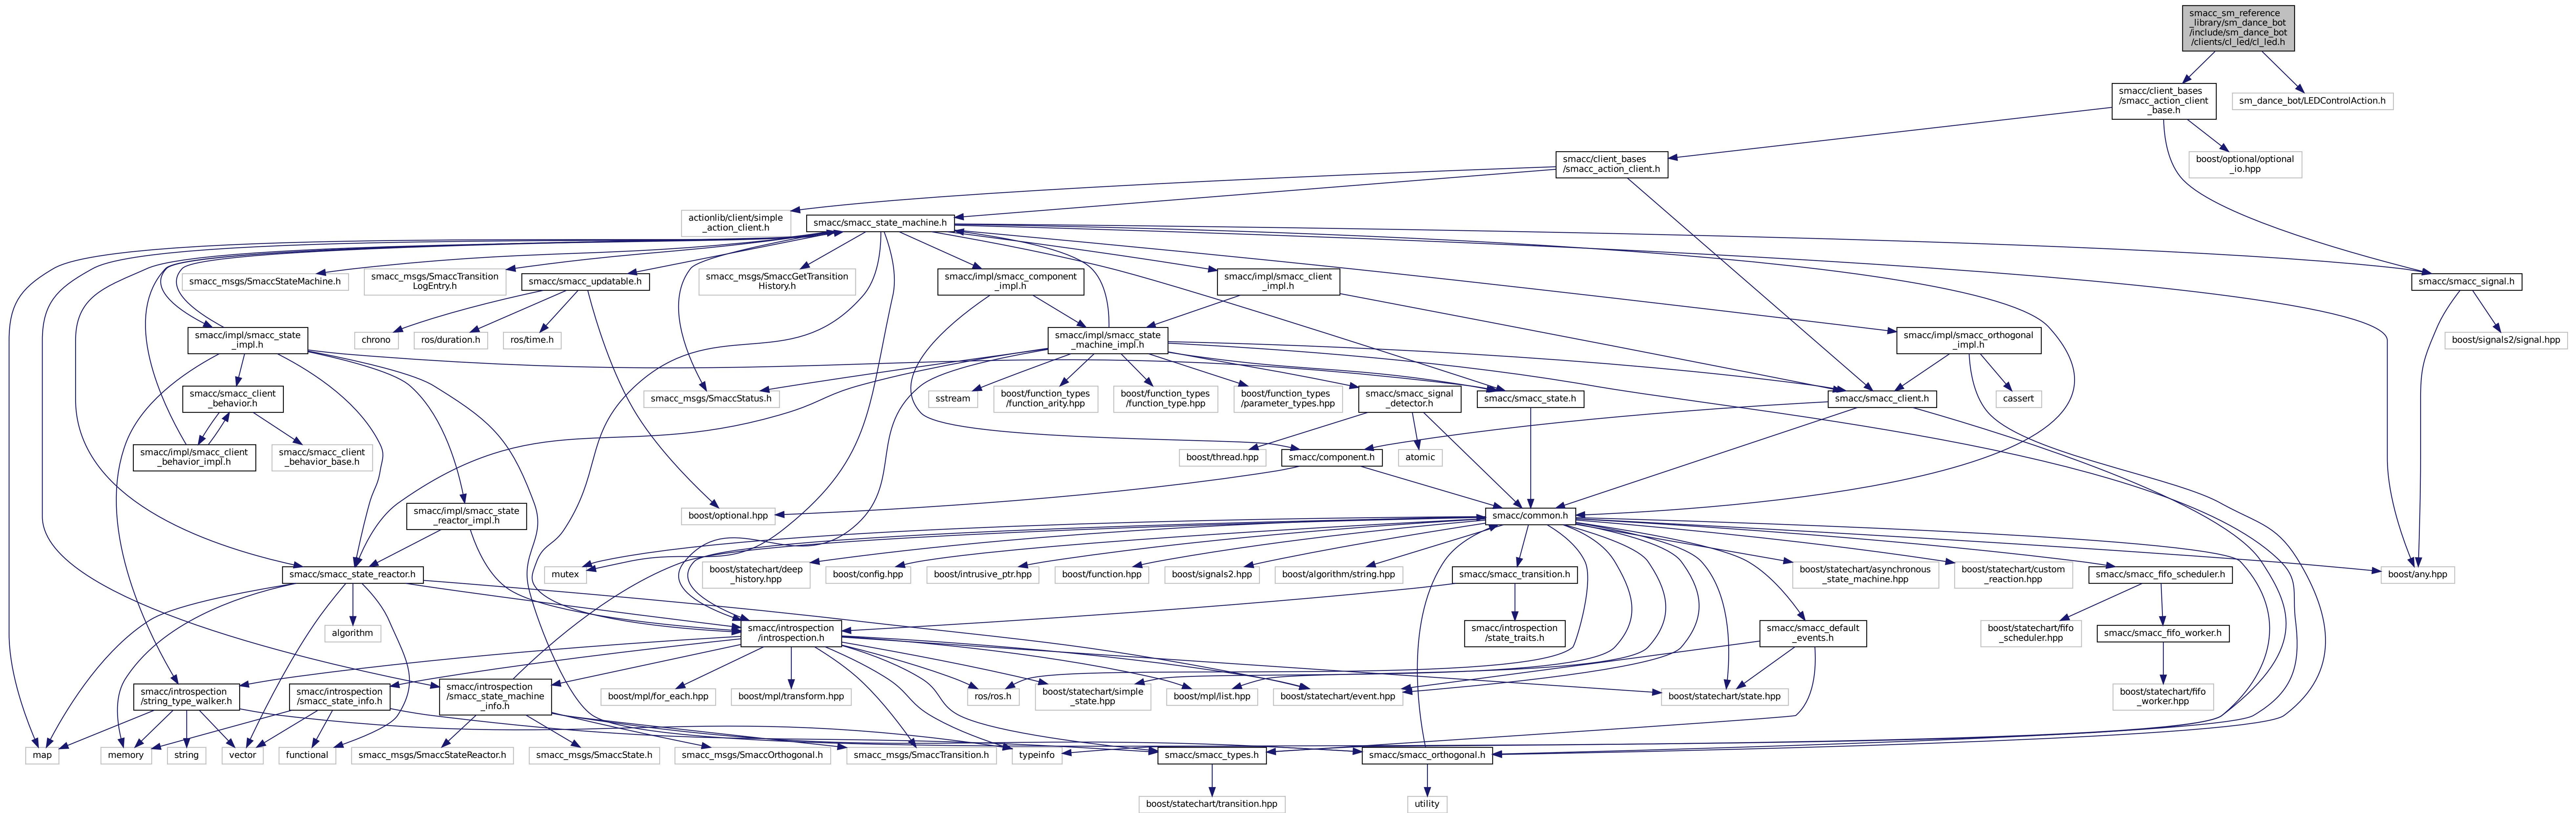 smacc_sm_reference
_library/sm_dance_bot
/include/sm_dance_bot
/clients/cl_led/cl_led.h
smacc/client_bases
/smacc_action_client
_base.h
sm_dance_bot/LEDControlAction.h
smacc/client_bases
/smacc_action_client.h
boost/optional/optional
_io.hpp
actionlib/client/simple
_action_client.h
smacc/smacc_state_machine.h
smacc_msgs/SmaccStateMachine.h
smacc_msgs/SmaccTransition
LogEntry.h
smacc/smacc_updatable.h
smacc_msgs/SmaccGetTransition
History.h
smacc/impl/smacc_component
_impl.h
smacc/impl/smacc_client
_impl.h
smacc/smacc_signal.h
chrono
ros/duration.h
ros/time.h
smacc/impl/smacc_state
_impl.h
smacc/impl/smacc_state
_machine_impl.h
smacc/impl/smacc_orthogonal
_impl.h
boost/signals2/signal.hpp
smacc/smacc_client
_behavior.h
smacc_msgs/SmaccStatus.h
sstream
boost/function_types
/function_arity.hpp
boost/function_types
/function_type.hpp
boost/function_types
/parameter_types.hpp
smacc/smacc_signal
_detector.h
smacc/smacc_state.h
smacc/smacc_client.h
cassert
smacc/impl/smacc_client
_behavior_impl.h
smacc/smacc_client
_behavior_base.h
boost/thread.hpp
smacc/component.h
atomic
smacc/impl/smacc_state
_reactor_impl.h
boost/optional.hpp
smacc/common.h
smacc/smacc_state_reactor.h
mutex
boost/statechart/deep
_history.hpp
boost/config.hpp
boost/intrusive_ptr.hpp
boost/function.hpp
boost/signals2.hpp
boost/algorithm/string.hpp
smacc/smacc_transition.h
boost/statechart/asynchronous
_state_machine.hpp
boost/statechart/custom
_reaction.hpp
smacc/smacc_fifo_scheduler.h
boost/any.hpp
algorithm
smacc/introspection
/introspection.h
smacc/introspection
/state_traits.h
smacc/smacc_default
_events.h
boost/statechart/fifo
_scheduler.hpp
smacc/smacc_fifo_worker.h
smacc/introspection
/string_type_walker.h
smacc/introspection
/smacc_state_info.h
smacc/introspection
/smacc_state_machine
_info.h
boost/mpl/for_each.hpp
boost/mpl/transform.hpp
ros/ros.h
boost/statechart/simple
_state.hpp
boost/mpl/list.hpp
boost/statechart/event.hpp
boost/statechart/state.hpp
boost/statechart/fifo
_worker.hpp
map
memory
string
vector
functional
smacc_msgs/SmaccStateReactor.h
smacc_msgs/SmaccState.h
smacc_msgs/SmaccOrthogonal.h
smacc_msgs/SmaccTransition.h
typeinfo
smacc/smacc_types.h
smacc/smacc_orthogonal.h
boost/statechart/transition.hpp
utility